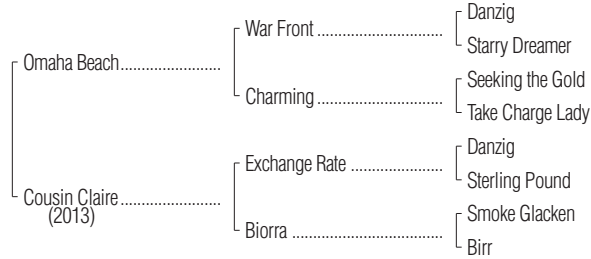 Danzig
War Front
Starry Dreamer
Omaha Beach
Seeking the Gold
Charming
Take Charge Lady
Danzig
Exchange Rate
Sterling Pound
Cousin Claire
(2013)
Smoke Glacken
Biorra
Birr